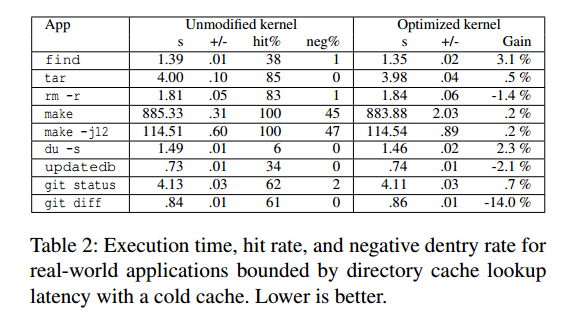 App Unmodified kernel Optimized kernel
s +/- hit% neg% s +/- Gain
find 1.39 .01 38 1 1.35 .02 3.1 %
tar 4.00 .10 85 0 3.98 .04 .5 %
rm -r 1.81 .05 83 1 1.84 .06 -1.4 %
make 885.33 .31 100 45 883.88 2.03 .2 %
make -j12 114.51 .60 100 47 114.54 .89 .2 %
du -s 1.49 .01 6 0 1.46 .02 2.3 %
updatedb .73 .01 34 0 .74 .01 -2.1 %
git status 4.13 .03 62 2 4.11 .03 .7 %
git diff .84 .01 61 0 .86 .01 -14.0 %
Table 2: Execution time, hit rate, and negative dentry rate for
real-world applications bounded by directory cache lookup
latency with a cold cache. Lower is better.